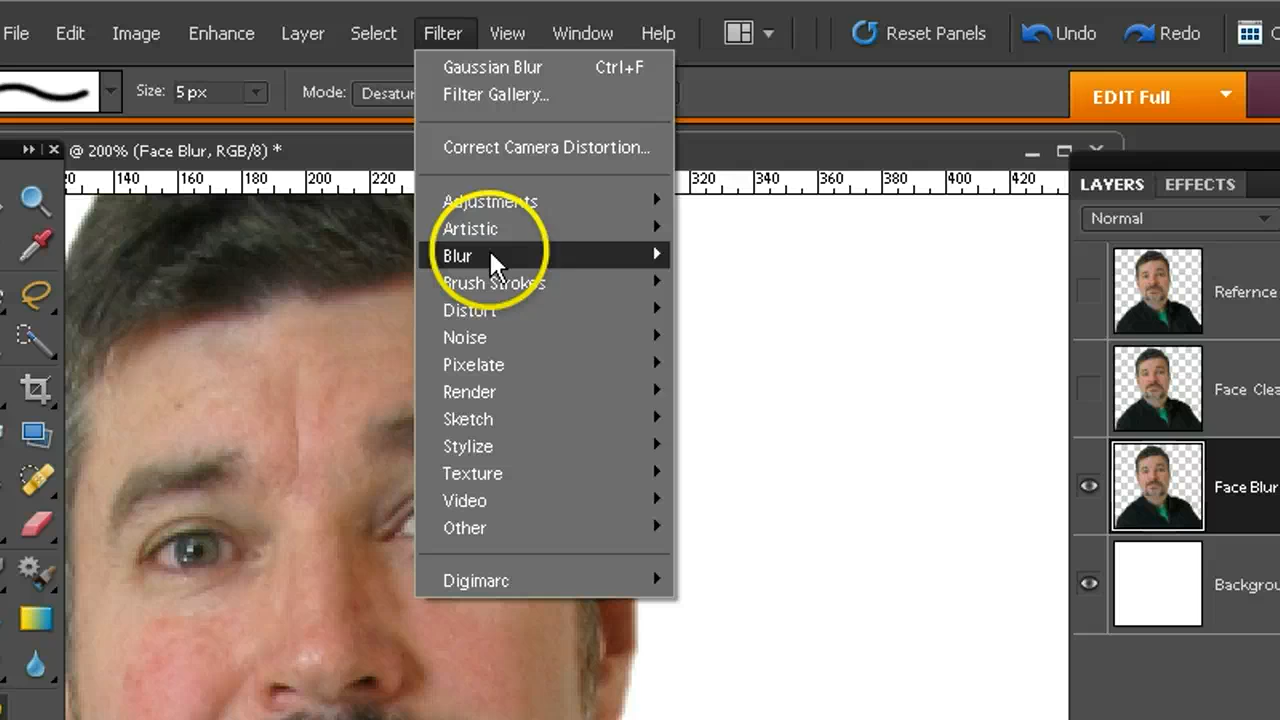 File Edit Image Enhance Layer Select Filter View Window Help Reset Panels Undo Redo
Size: 5 px Mode: Desatur
EDIT Full
Gaussian Blur Ctrl+F
Filter Gallery...
Correct Camera Distortion...
Adjustments
Artistic
Blur
Brush Strokes
Distort
Noise
Pixelate
Render
Sketch
Stylize
Texture
Video
Other
Digimarc
@ 200% (Face Blur, RGB/8) *
140 160 180 200 220 320 340 360 380 400 420
LAYERS EFFECTS
Normal
Refernce
Face Clea
Face Blur
Backgrou